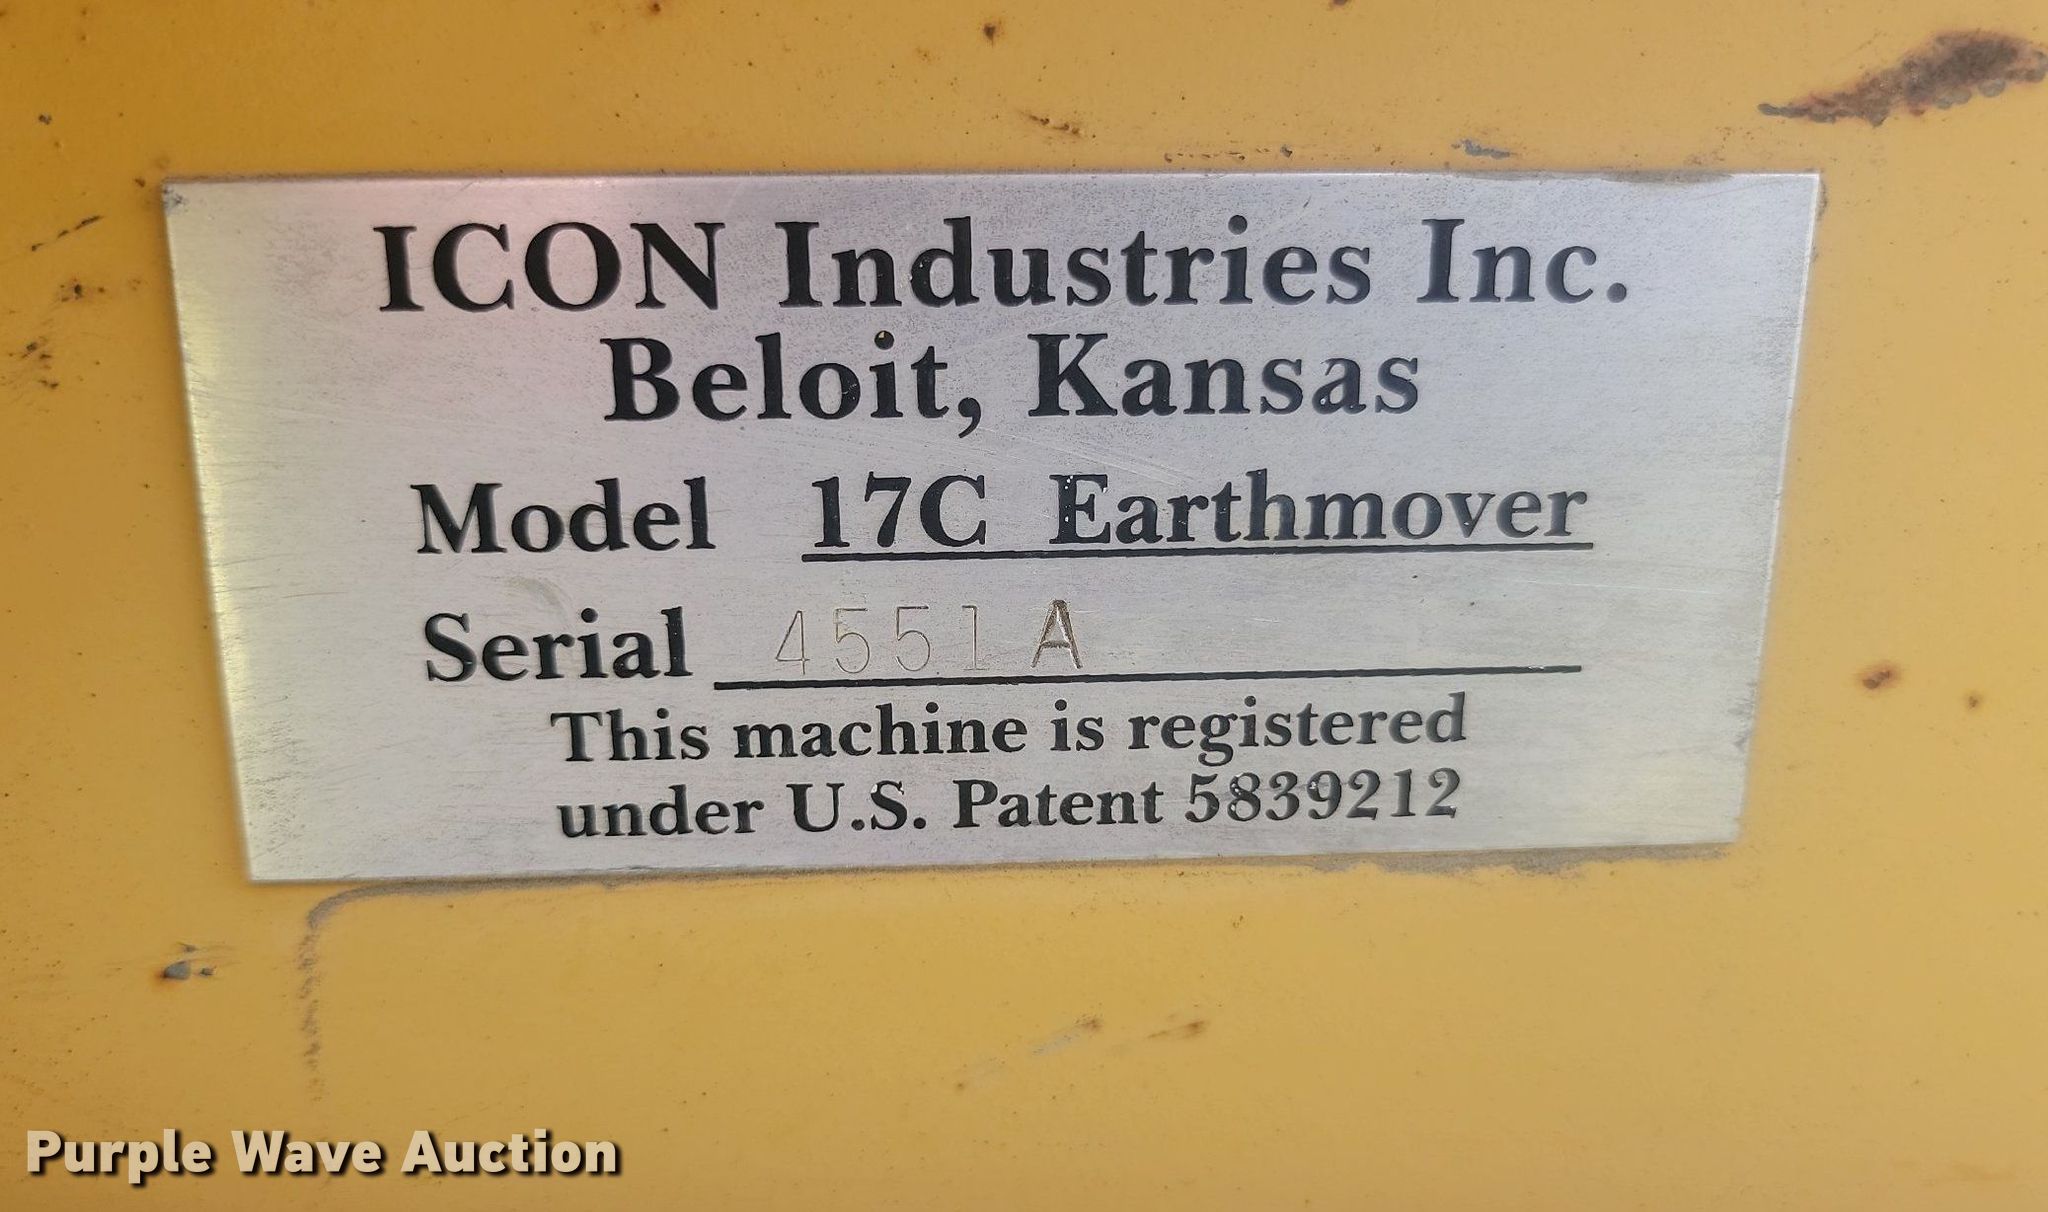 ICON Industries Inc.
Beloit, Kansas
Model 17C Earthmover
Serial 4551A
This machine is registered
under U.S. Patent 5839212
Purple Wave Auction